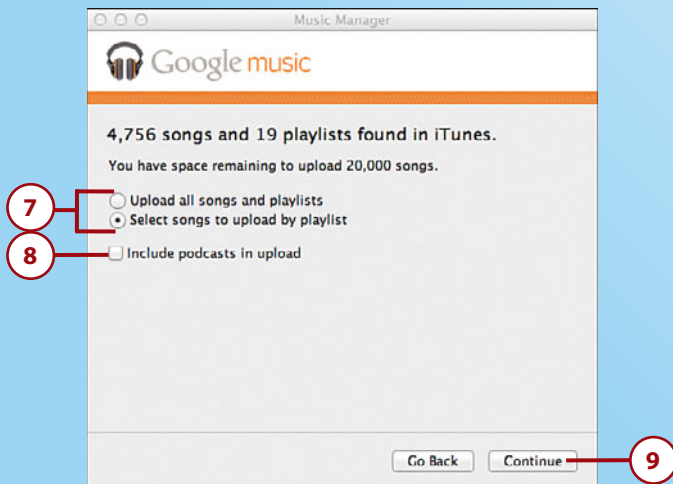 Music Manager
Google music
4,756 songs and 19 playlists found in iTunes.
You have space remaining to upload 20,000 songs.
7
Upload all songs and playlists
Select songs to upload by playlist
8
Include podcasts in upload
Go Back
Continue
9